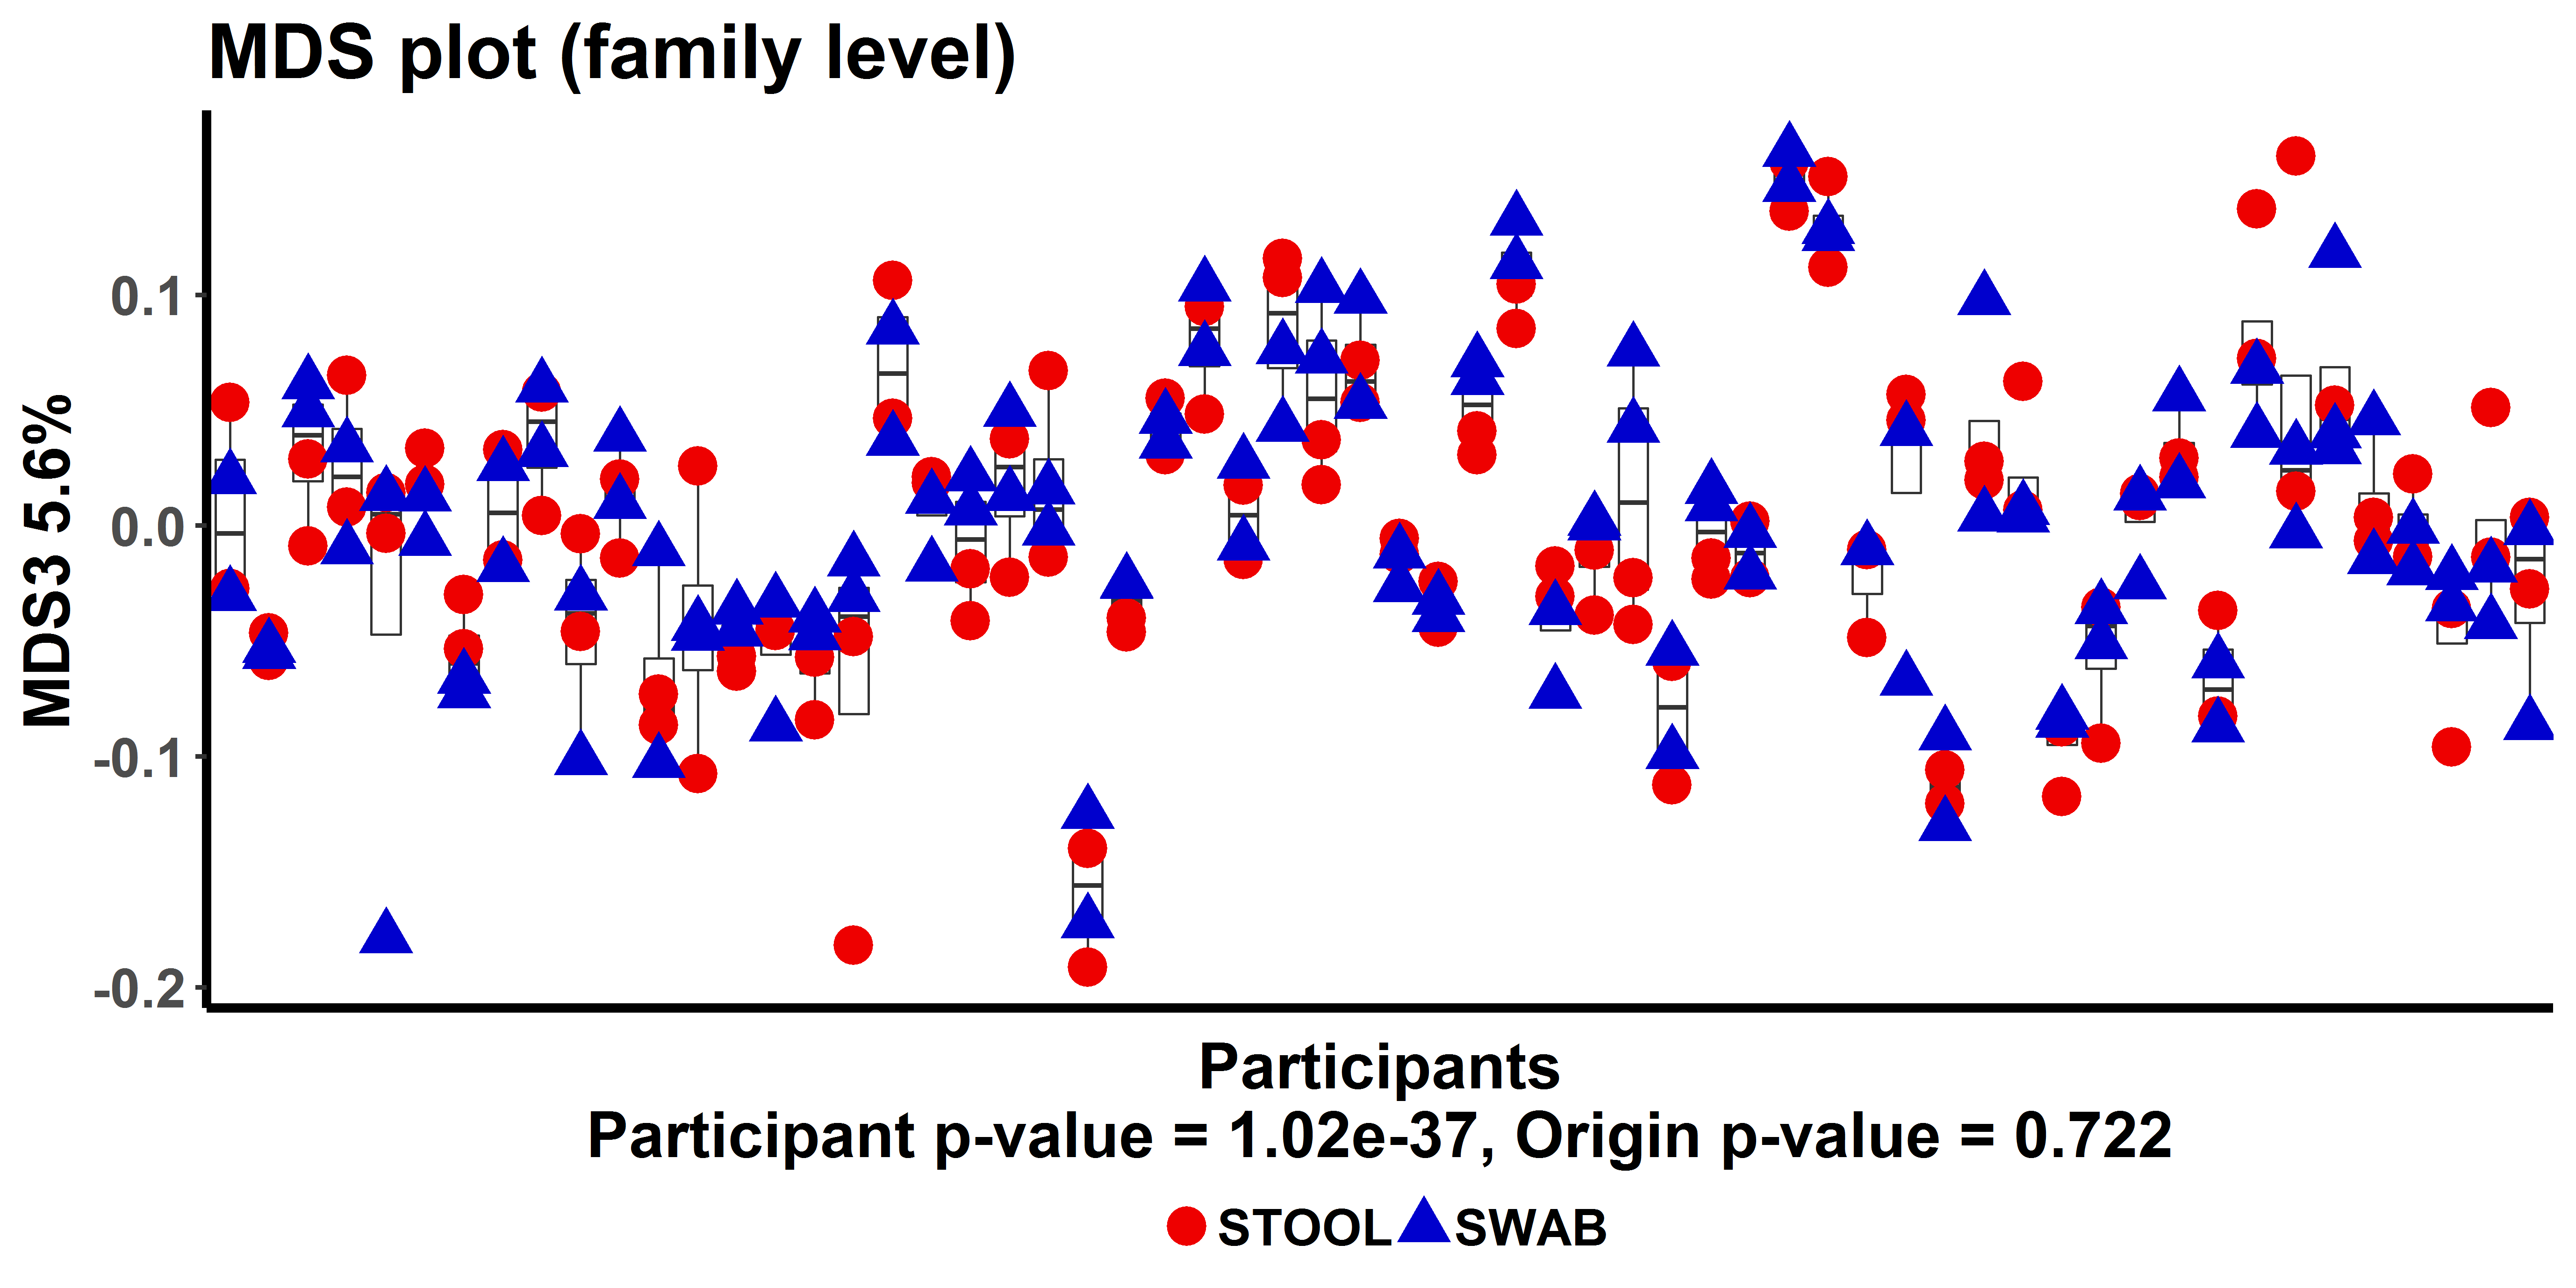 MDS plot (family level)
MDS3 5.6%
0.1
0.0
-0.1
-0.2
Participants
Participant p-value = 1.02e-37, Origin p-value = 0.722
STOOL SWAB